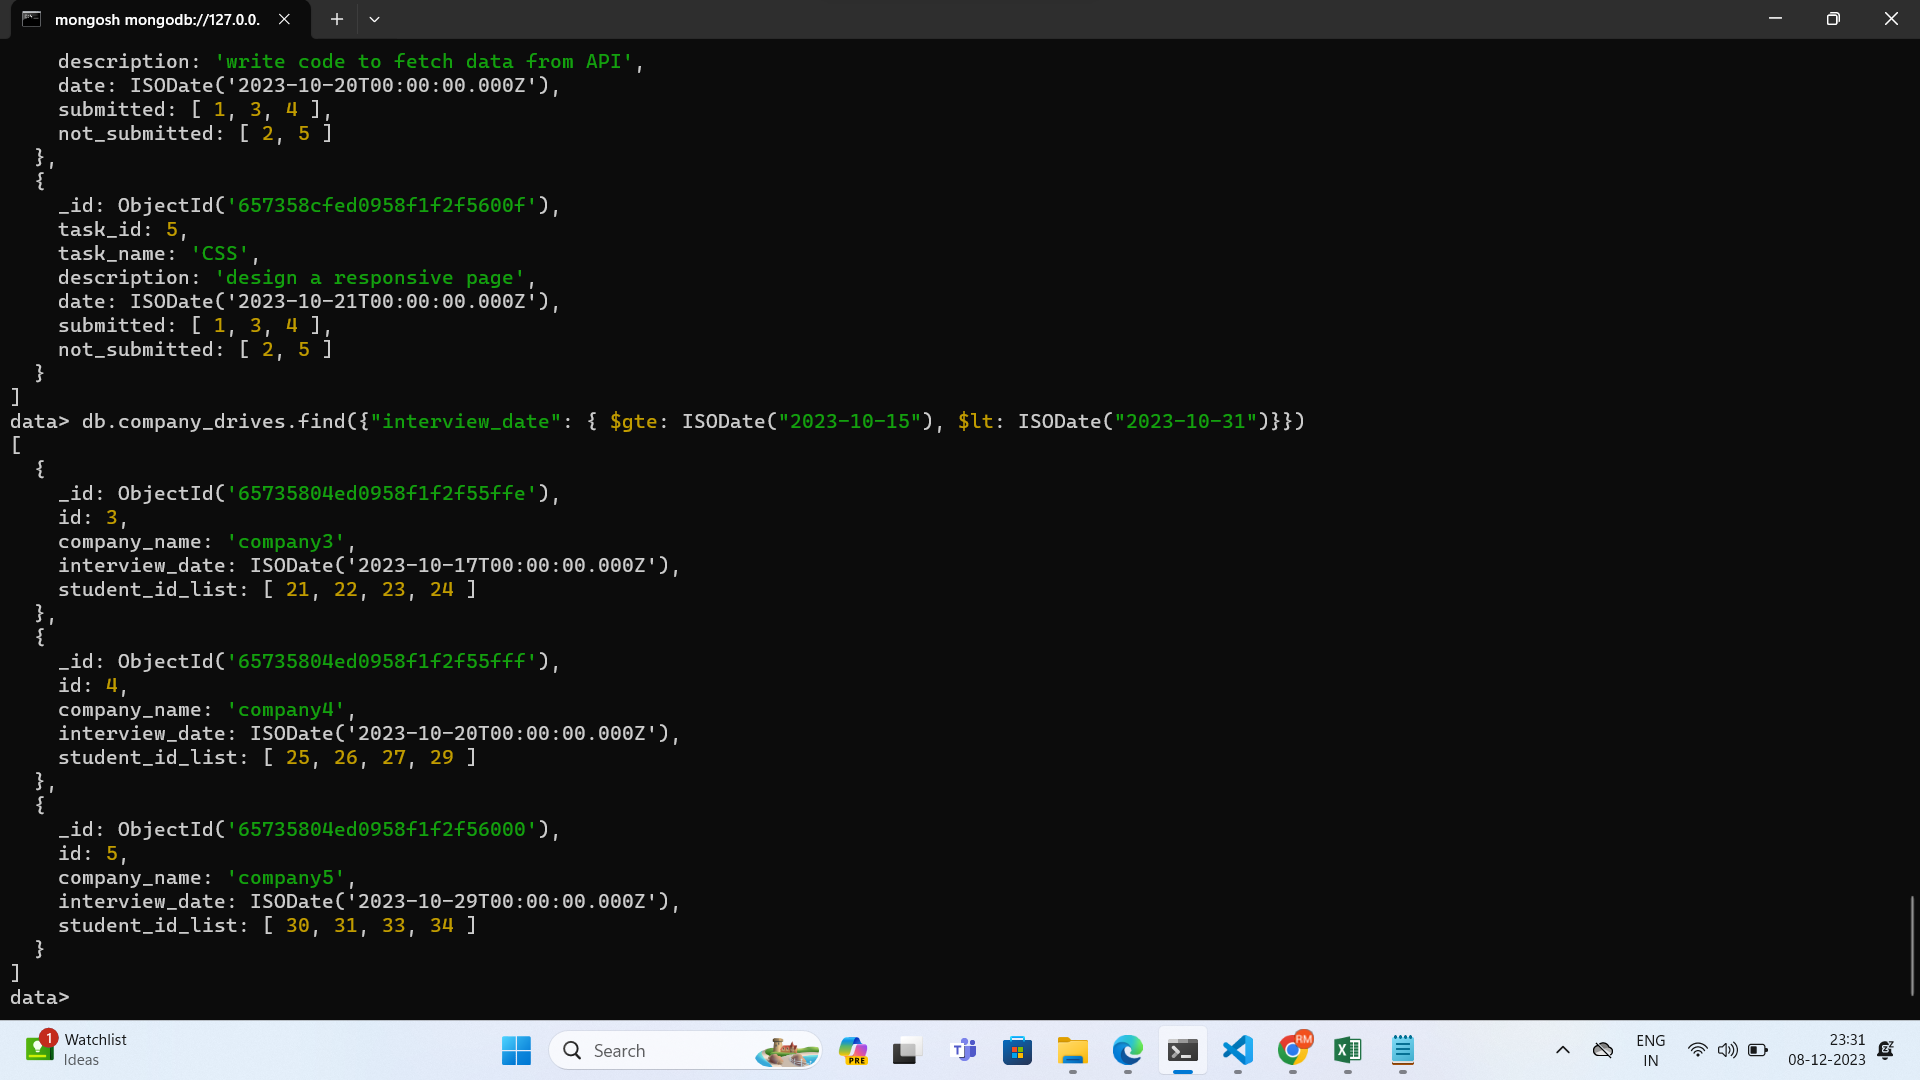 mongosh mongodb://127.0.0.
    description: 'write code to fetch data from API',
    date: ISODate('2023-10-20T00:00:00.000Z'),
    submitted: [ 1, 3, 4 ],
    not_submitted: [ 2, 5 ]
  },
  {
    _id: ObjectId('657358cfed0958f1f2f5600f'),
    task_id: 5,
    task_name: 'CSS',
    description: 'design a responsive page',
    date: ISODate('2023-10-21T00:00:00.000Z'),
    submitted: [ 1, 3, 4 ],
    not_submitted: [ 2, 5 ]
  }
]
data> db.company_drives.find({"interview_date": { $gte: ISODate("2023-10-15"), $lt: ISODate("2023-10-31")}})
[
  {
    _id: ObjectId('65735804ed0958f1f2f55ffe'),
    id: 3,
    company_name: 'company3',
    interview_date: ISODate('2023-10-17T00:00:00.000Z'),
    student_id_list: [ 21, 22, 23, 24 ]
  },
  {
    _id: ObjectId('65735804ed0958f1f2f55fff'),
    id: 4,
    company_name: 'company4',
    interview_date: ISODate('2023-10-20T00:00:00.000Z'),
    student_id_list: [ 25, 26, 27, 29 ]
  },
  {
    _id: ObjectId('65735804ed0958f1f2f56000'),
    id: 5,
    company_name: 'company5',
    interview_date: ISODate('2023-10-29T00:00:00.000Z'),
    student_id_list: [ 30, 31, 33, 34 ]
  }
]
data>
1
Watchlist
Ideas
Search
PRE
RM
ENG
IN
23:31
08-12-2023